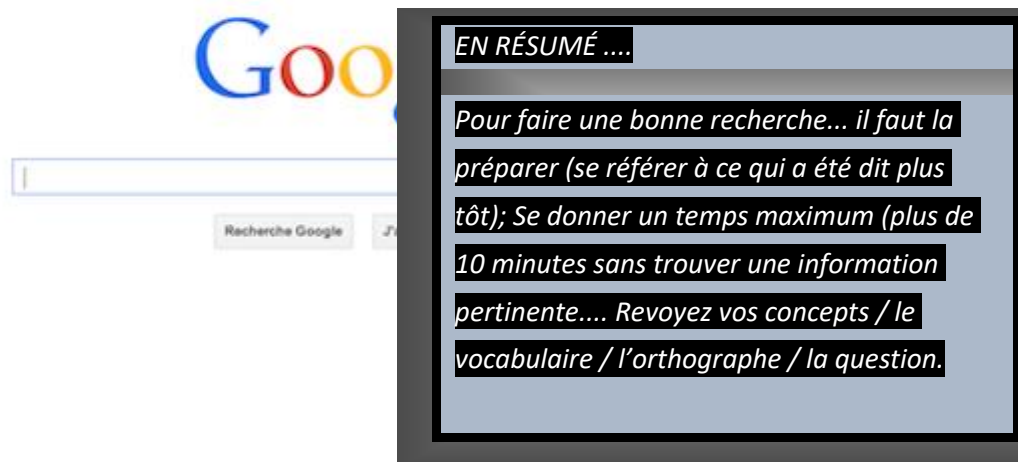 Goo
Recherche Google
EN RÉSUMÉ ....
Pour faire une bonne recherche... il faut la
préparer (se référer à ce qui a été dit plus
tôt); Se donner un temps maximum (plus de
10 minutes sans trouver une information
pertinente.... Revoyez vos concepts / le
vocabulaire / l’orthographe / la question.